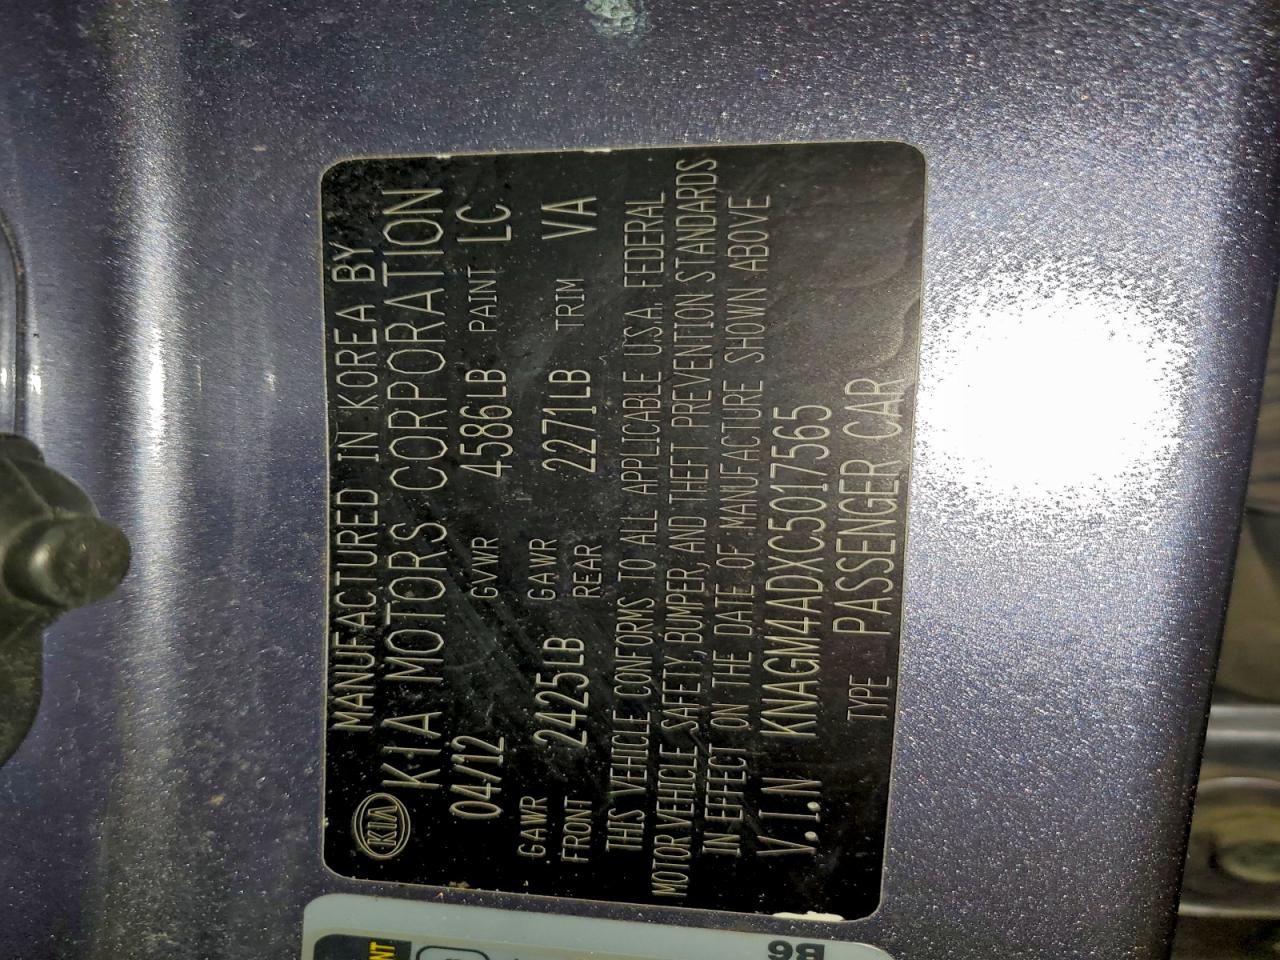 MANUFACTURED IN KOREA BY
KIA KIA MOTORS CORPORATION
04/12 GVWR 4586LB PAINT LC
GAWR FRONT 2425LB GAWR REAR 2271LB TRIM VA
THIS VEHICLE CONFORMS TO ALL APPLICABLE U.S.A. FEDERAL
MOTOR VEHICLE SAFETY, BUMPER, AND THEFT PREVENTION STANDARDS
IN EFFECT ON THE DATE OF MANUFACTURE SHOWN ABOVE
V.I.N KNAGM4ADXC5017565
TYPE PASSENGER CAR